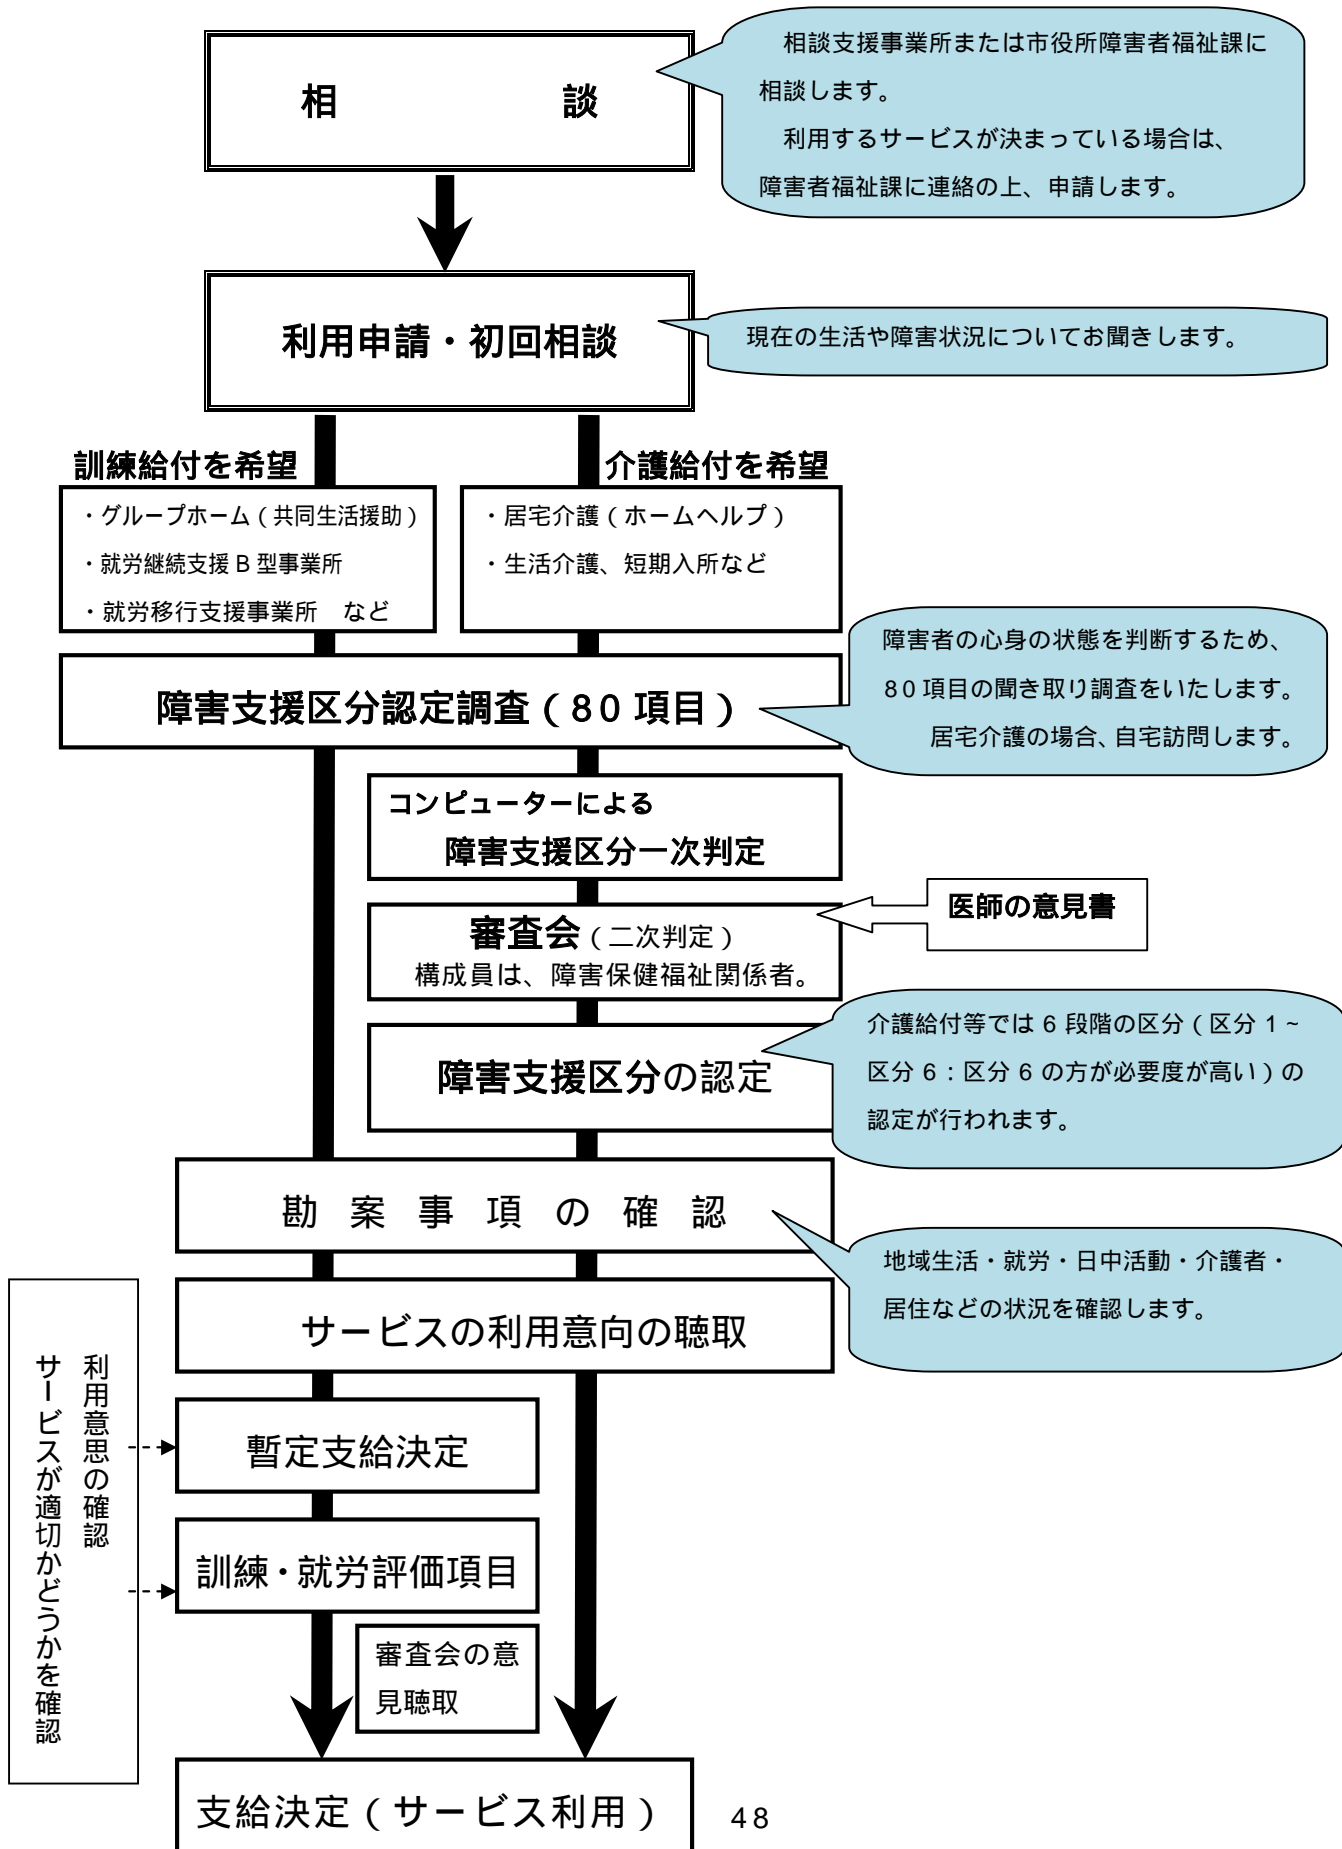 相　　　　　　談
相談支援事業所または市役所障害者福祉課に
相談します。
利用するサービスが決まっている場合は、
障害者福祉課に連絡の上、申請します。
利用申請・初回相談
現在の生活や障害状況についてお聞きします。
訓練給付を希望
・グループホーム（共同生活援助）
・就労継続支援B型事業所
・就労移行支援事業所　など
介護給付を希望
・居宅介護（ホームヘルプ）
・生活介護、短期入所など
障害支援区分認定調査（80項目）
障害者の心身の状態を判断するため、
80項目の聞き取り調査をいたします。
居宅介護の場合、自宅訪問します。
コンピューターによる
障害支援区分一次判定
審査会（二次判定）
構成員は、障害保健福祉関係者。
医師の意見書
障害支援区分の認定
介護給付等では6段階の区分（区分1~
区分6：区分6の方が必要度が高い）の
認定が行われます。
勘　案　事　項　の　確　認
地域生活・就労・日中活動・介護者・
居住などの状況を確認します。
サービスの利用意向の聴取
利用意思の確認
サービスが適切かどうかを確認
暫定支給決定
訓練・就労評価項目
審査会の意
見聴取
支給決定（サービス利用）
48